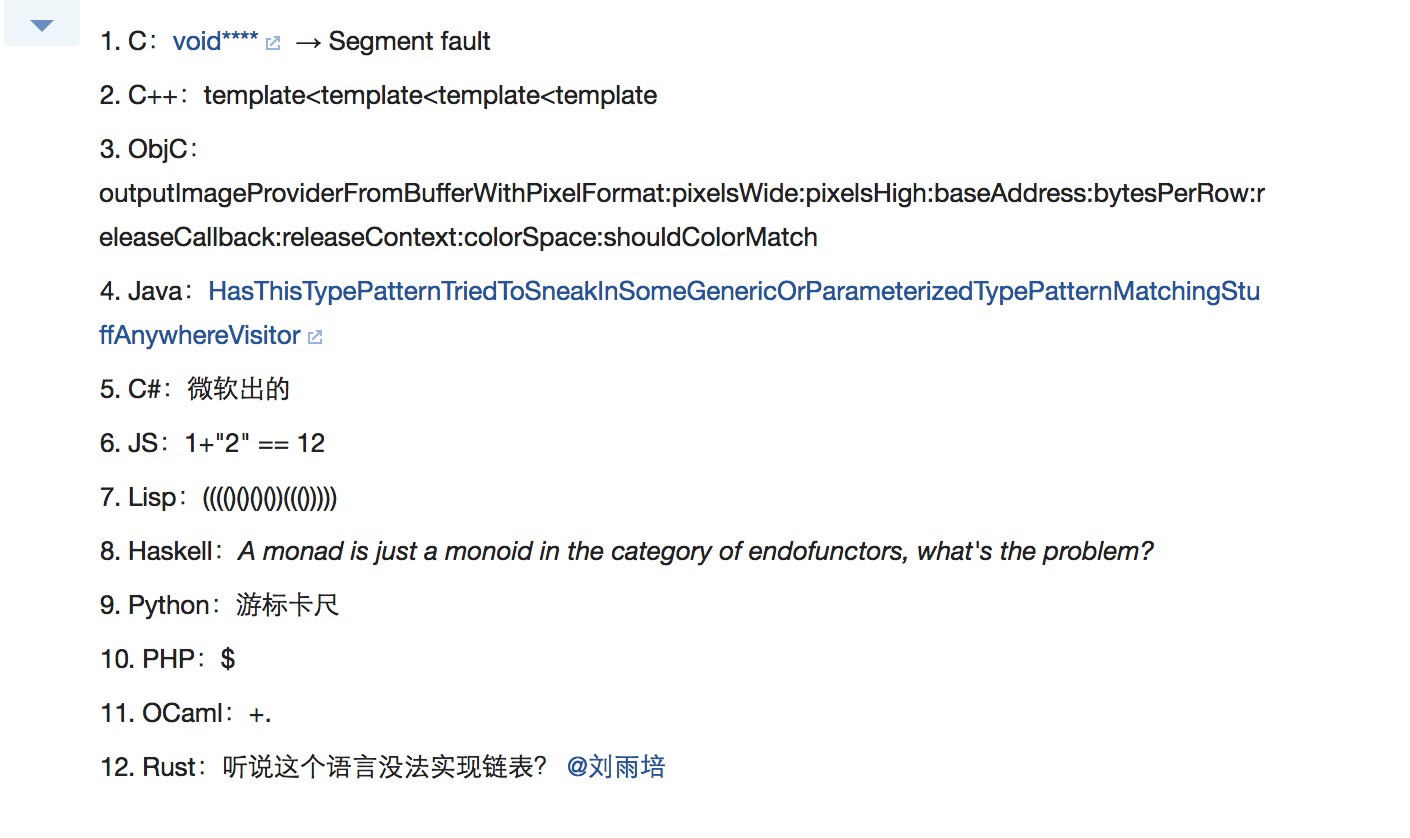 1. C：void**** → Segment fault
2. C++：template<template<template<template
3. ObjC：
outputImageProviderFromBufferWithPixelFormat:pixelsWide:pixelsHigh:baseAddress:bytesPerRow:r
eleaseCallback:releaseContext:colorSpace:shouldColorMatch
4. Java：HasThisTypePatternTriedToSneakInSomeGenericOrParameterizedTypePatternMatchingStu
ffAnywhereVisitor
5. C#：微软出的
6. JS：1+"2" == 12
7. Lisp：(((()()()())(()))))
8. Haskell：A monad is just a monoid in the category of endofunctors, what's the problem?
9. Python：游标卡尺
10. PHP：$
11. OCaml：+.
12. Rust：听说这个语言没法实现链表？ @刘雨培